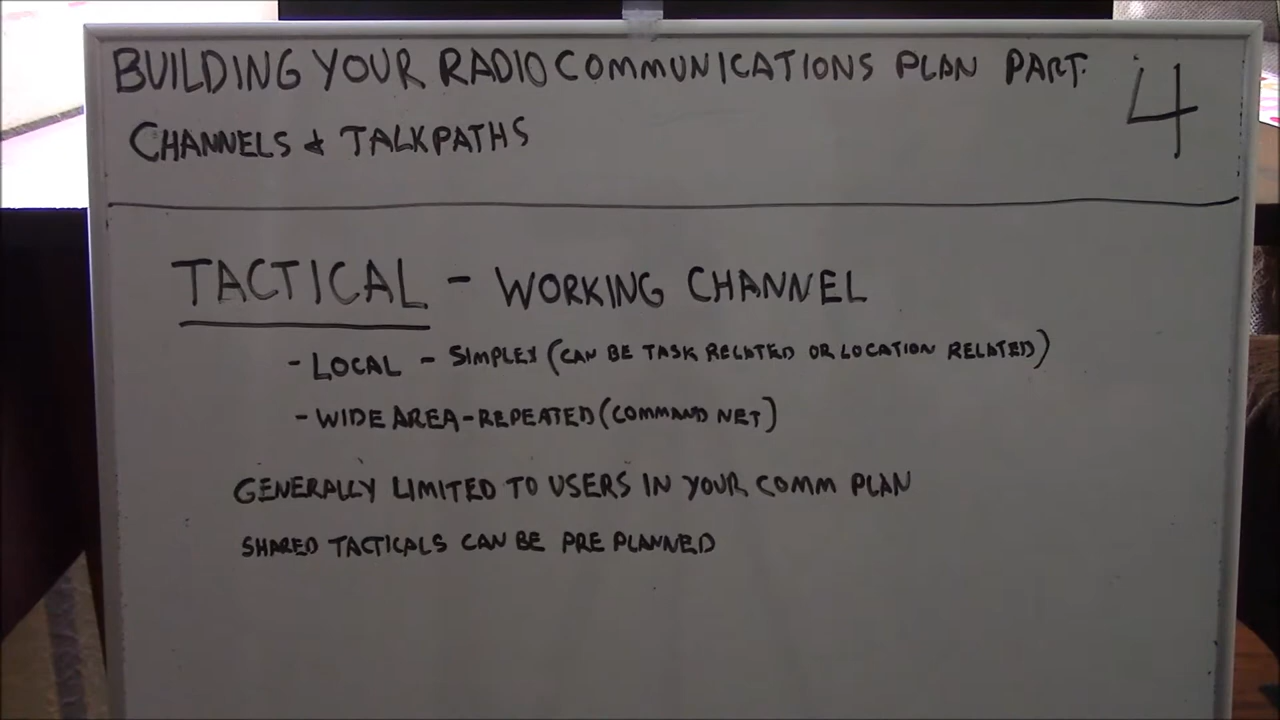 BUILDING YOUR RADIO COMMUNICATIONS PLAN PART. 4
CHANNELS & TALKPATHS
TACTICAL - WORKING CHANNEL
- LOCAL - SIMPLEX (CAN BE TASK RELATED OR LOCATION RELATED)
- WIDE AREA - REPEATED (COMMAND NET)
GENERALLY LIMITED TO USERS IN YOUR COMM PLAN
SHARED TACTICALS CAN BE PRE PLANNED